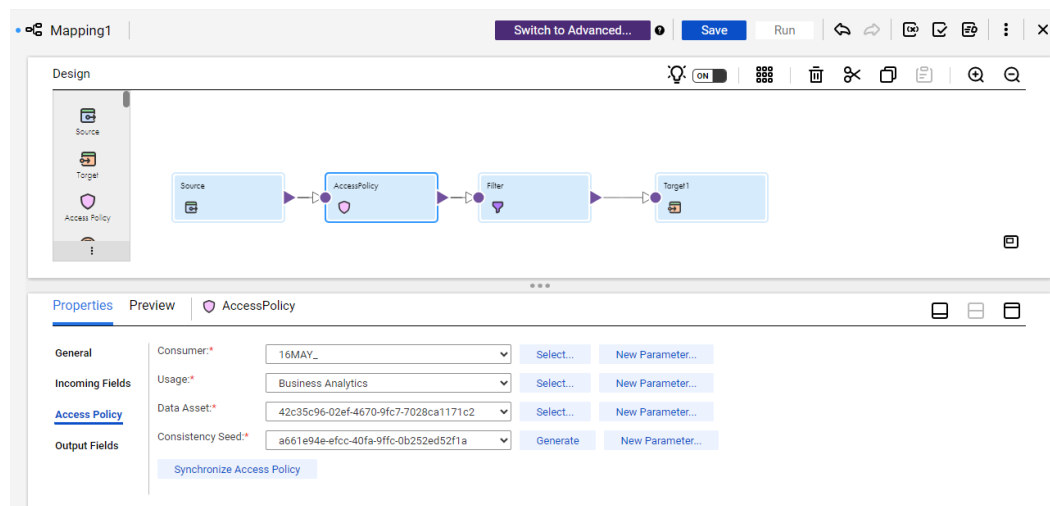 Mapping1 Switch to Advanced... ? Save Run
Design ON
Source
Target
Access Policy
Source AccessPolicy Filter Target1
Properties Preview AccessPolicy
General Consumer:* 16MAY_ Select... New Parameter...
Incoming Fields Usage:* Business Analytics Select... New Parameter...
Access Policy Data Asset:* 42c35c96-02ef-4670-9fc7-7028ca1171c2 Select... New Parameter...
Output Fields Consistency Seed:* a661e94e-efcc-40fa-9ffc-0b252ed52f1a Generate New Parameter...
Synchronize Access Policy